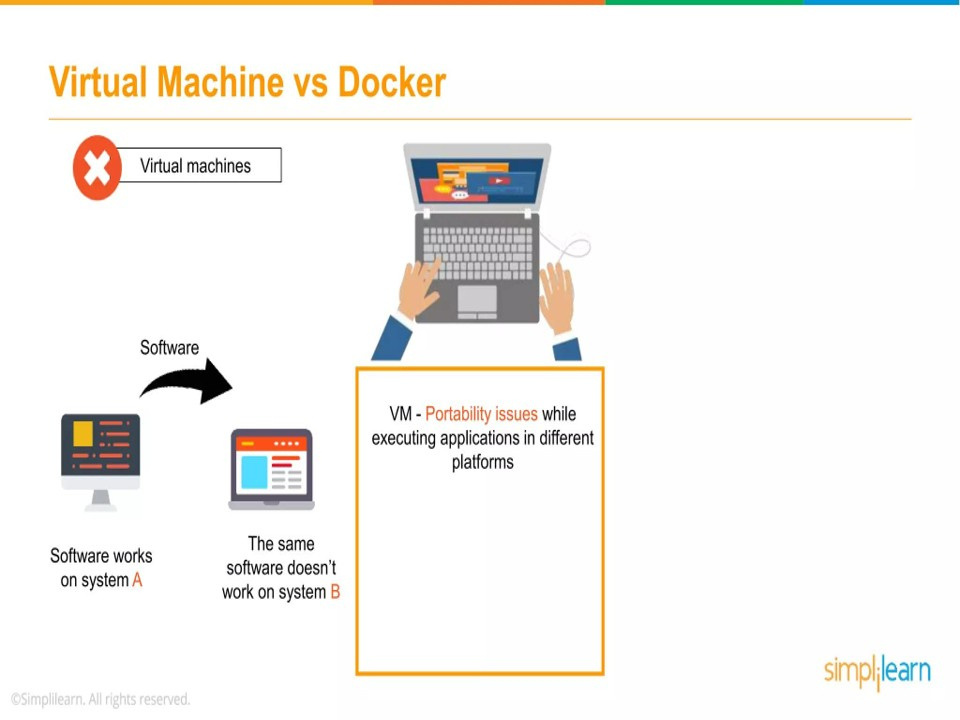 Virtual Machine vs Docker
Virtual machines
Software
Software works
on system A
The same
software doesn't
work on system B
VM - Portability issues while
executing applications in different
platforms
simplilearn
©Simplilearn. All rights reserved.